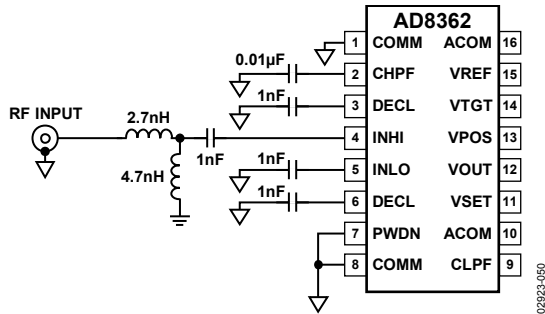 AD8362
1 COMM ACOM 16
0.01µF
2 CHPF VREF 15
1nF
3 DECL VTGT 14
RF INPUT
2.7nH
1nF
4 INHI VPOS 13
4.7nH
1nF
5 INLO VOUT 12
1nF
6 DECL VSET 11
7 PWDN ACOM 10
8 COMM CLPF 9
02923-050